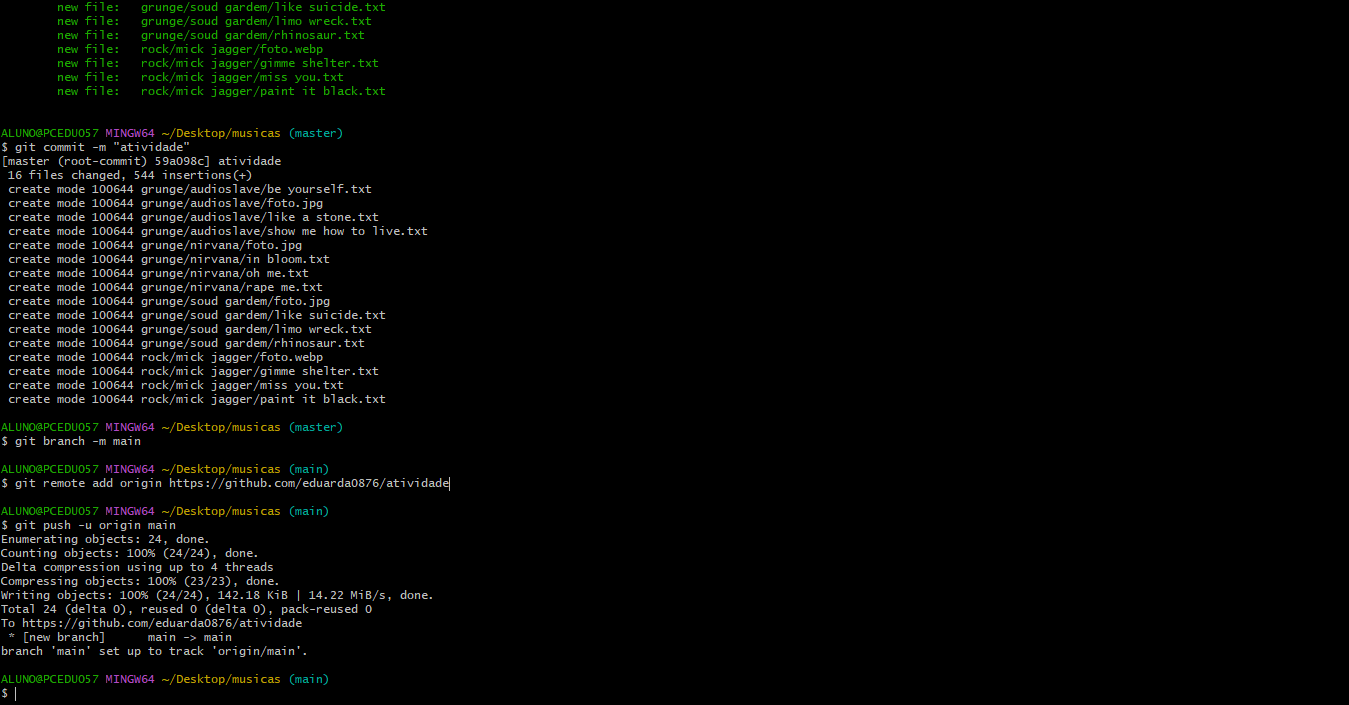 new file:   grunge/soud gardem/like suicide.txt
new file:   grunge/soud gardem/limo wreck.txt
new file:   grunge/soud gardem/rhinosaur.txt
new file:   rock/mick jagger/foto.webp
new file:   rock/mick jagger/gimme shelter.txt
new file:   rock/mick jagger/miss you.txt
new file:   rock/mick jagger/paint it black.txt
ALUNO@PCEDU057 MINGW64 ~/Desktop/musicas (master)
$ git commit -m "atividade"
[master (root-commit) 59a098c] atividade
 16 files changed, 544 insertions(+)
 create mode 100644 grunge/audioslave/be yourself.txt
 create mode 100644 grunge/audioslave/foto.jpg
 create mode 100644 grunge/audioslave/like a stone.txt
 create mode 100644 grunge/audioslave/show me how to live.txt
 create mode 100644 grunge/nirvana/foto.jpg
 create mode 100644 grunge/nirvana/in bloom.txt
 create mode 100644 grunge/nirvana/oh me.txt
 create mode 100644 grunge/nirvana/rape me.txt
 create mode 100644 grunge/soud gardem/foto.jpg
 create mode 100644 grunge/soud gardem/like suicide.txt
 create mode 100644 grunge/soud gardem/limo wreck.txt
 create mode 100644 grunge/soud gardem/rhinosaur.txt
 create mode 100644 rock/mick jagger/foto.webp
 create mode 100644 rock/mick jagger/gimme shelter.txt
 create mode 100644 rock/mick jagger/miss you.txt
 create mode 100644 rock/mick jagger/paint it black.txt
ALUNO@PCEDU057 MINGW64 ~/Desktop/musicas (master)
$ git branch -m main
ALUNO@PCEDU057 MINGW64 ~/Desktop/musicas (main)
$ git remote add origin https://github.com/eduarda0876/atividade
ALUNO@PCEDU057 MINGW64 ~/Desktop/musicas (main)
$ git push -u origin main
Enumerating objects: 24, done.
Counting objects: 100% (24/24), done.
Delta compression using up to 4 threads
Compressing objects: 100% (23/23), done.
Writing objects: 100% (24/24), 142.18 KiB | 14.22 MiB/s, done.
Total 24 (delta 0), reused 0 (delta 0), pack-reused 0
To https://github.com/eduarda0876/atividade
 * [new branch]      main -> main
branch 'main' set up to track 'origin/main'.
ALUNO@PCEDU057 MINGW64 ~/Desktop/musicas (main)
$